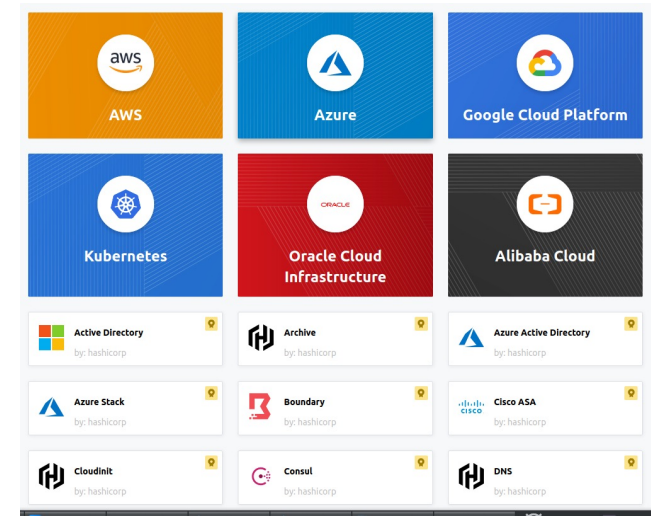 aws
AWS
Azure
Google Cloud Platform
Kubernetes
ORACLE
Oracle Cloud
Infrastructure
Alibaba Cloud
Active Directory
by: hashicorp
Archive
by: hashicorp
Azure Active Directory
by: hashicorp
Azure Stack
by: hashicorp
Boundary
by: hashicorp
CISCO
Cisco ASA
by: hashicorp
Cloudinit
by: hashicorp
Consul
by: hashicorp
DNS
by: hashicorp